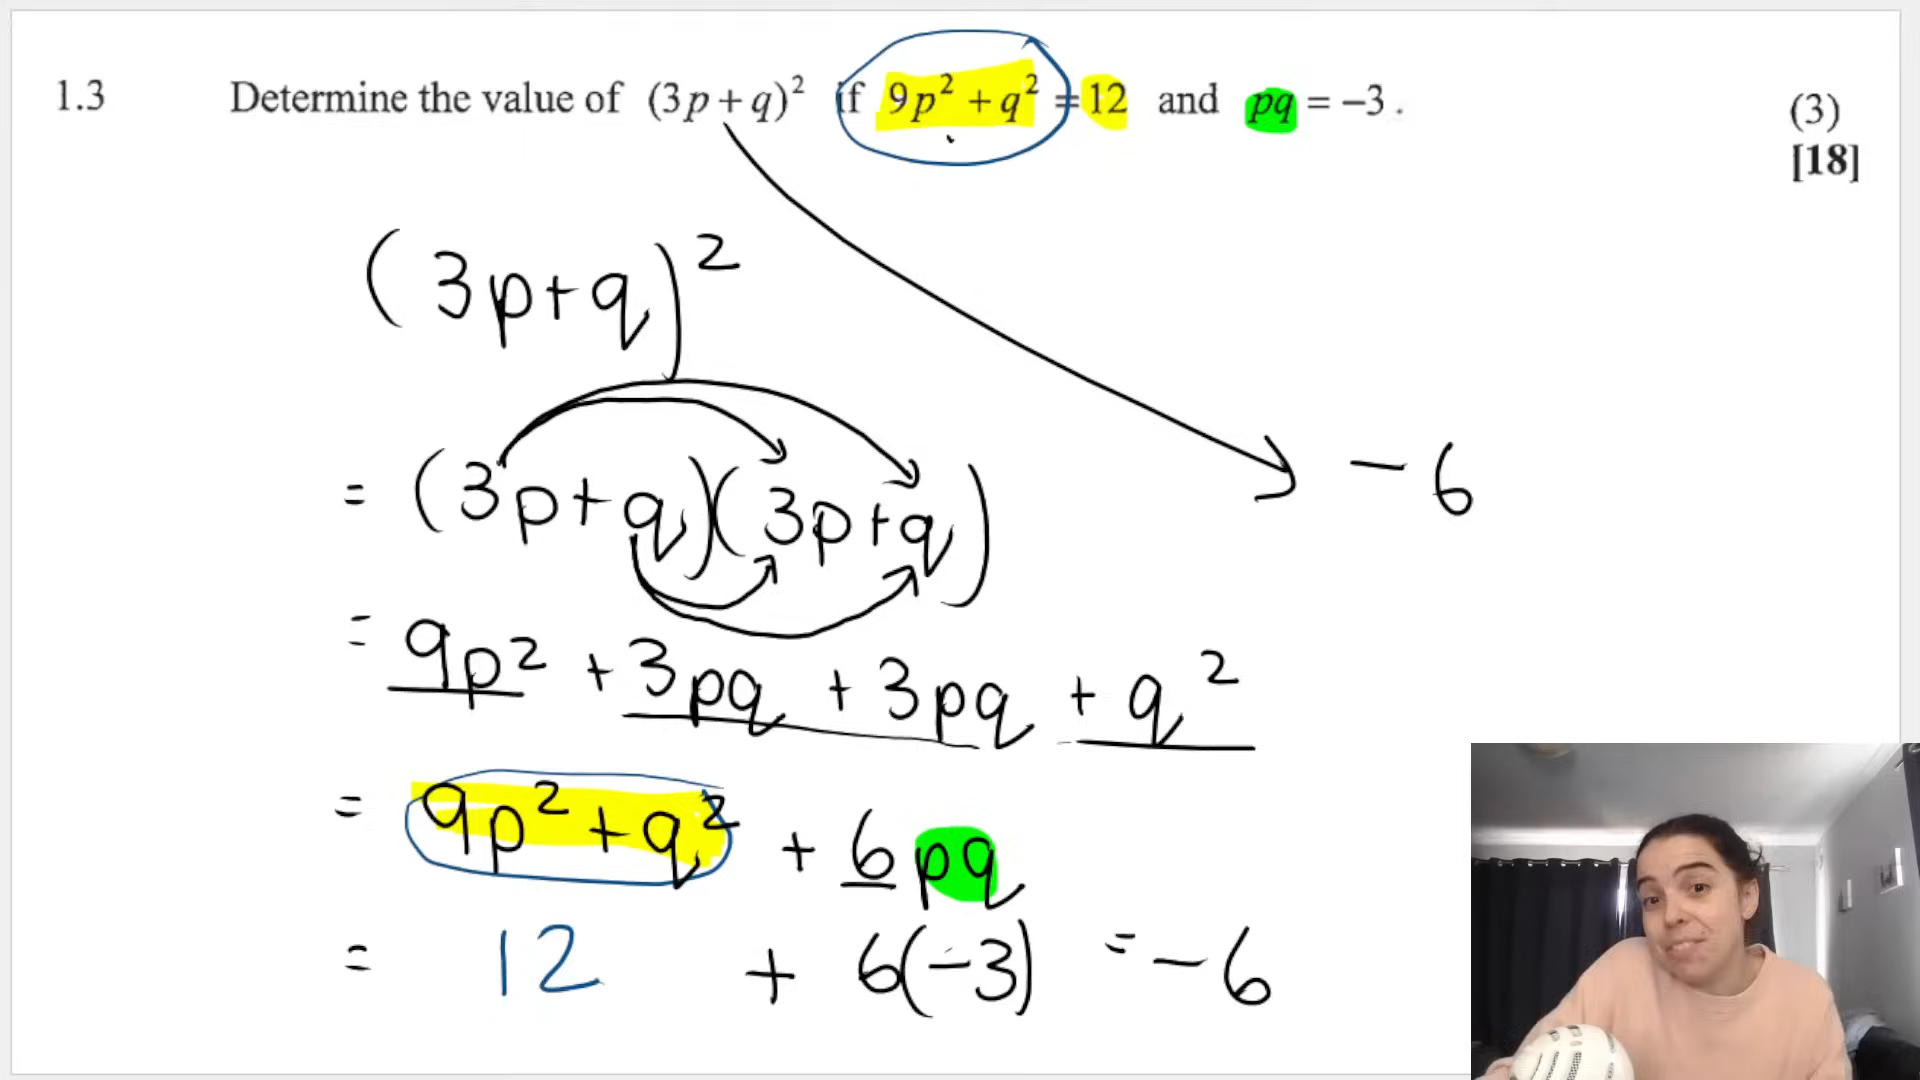 1.3 Determine the value of (3p + q)² if 9p² + q² = 12 and pq = −3 . (3)
[18]
(3p+q)²
= (3p+q)(3p+q) −6
= 9p² + 3pq + 3pq + q²
= 9p² + q² + 6pq
= 12 + 6(−3) = −6